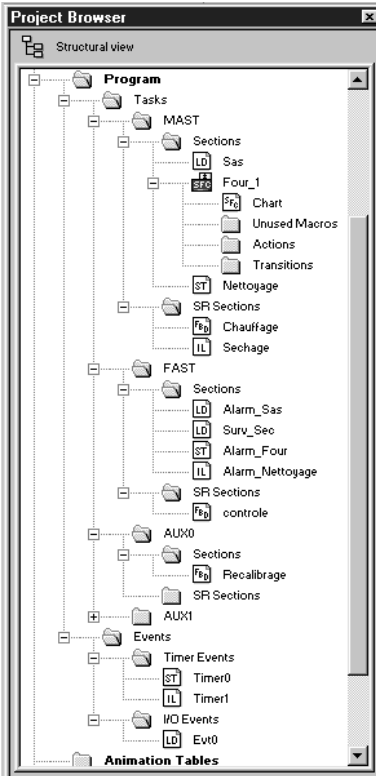 Project Browser
Structural view
Program
Tasks
MAST
Sections
LD Sas
SFC Four_1
SFC Chart
Unused Macros
Actions
Transitions
ST Nettoyage
SR Sections
FBD Chauffage
IL Sechage
FAST
Sections
LD Alarm_Sas
LD Surv_Sec
ST Alarm_Four
IL Alarm_Nettoyage
SR Sections
FBD controle
AUX0
Sections
FBD Recalibrage
SR Sections
AUX1
Events
Timer Events
ST Timer0
IL Timer1
I/O Events
LD Evt0
Animation Tables